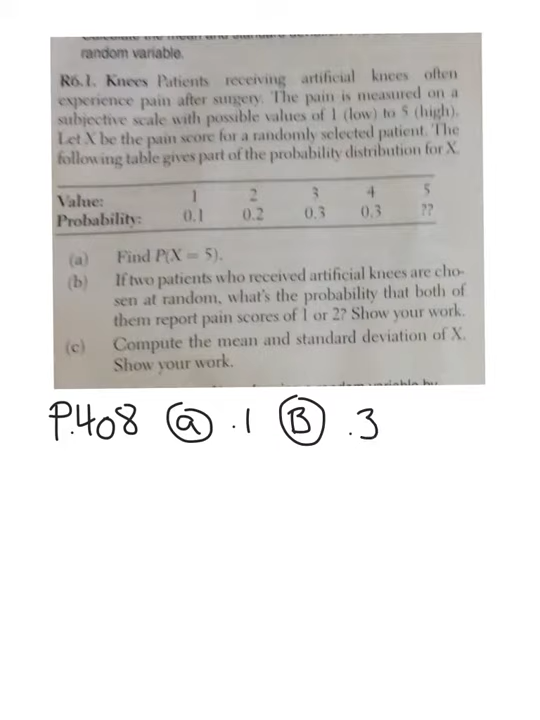 random variable.
R6.1. Knees Patients receiving artificial knees often
experience pain after surgery. The pain is measured on a
subjective scale with possible values of 1 (low) to 5 (high).
Let X be the pain score for a randomly selected patient. The
following table gives part of the probability distribution for X.
Value: 1 2 3 4 5
Probability: 0.1 0.2 0.3 0.3 ??
(a) Find P(X = 5).
(b) If two patients who received artificial knees are cho-
sen at random, what's the probability that both of
them report pain scores of 1 or 2? Show your work.
(c) Compute the mean and standard deviation of X.
Show your work.
P.408 (a) .1 (B) .3